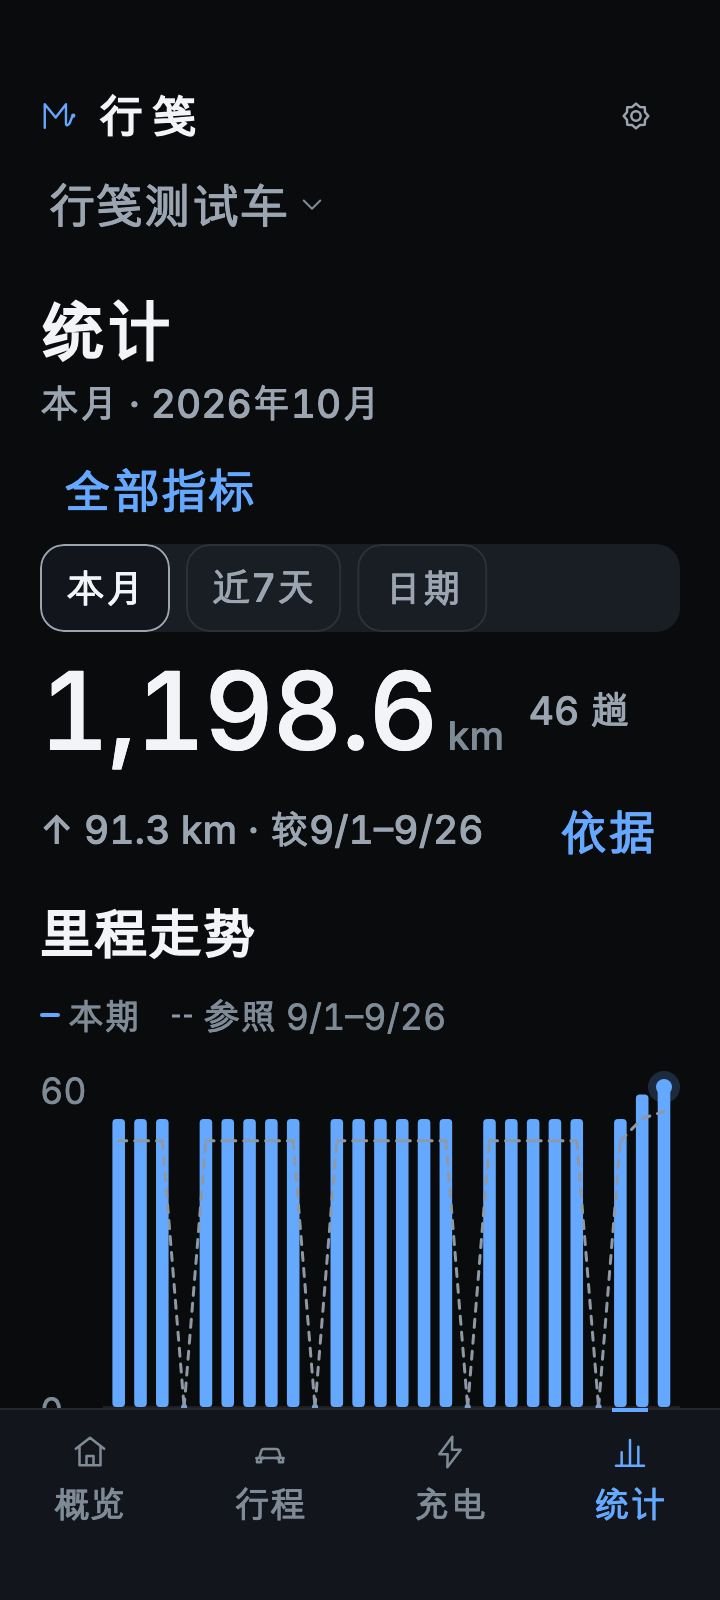 行笺
行笺测试车
统计
本月 · 2026年10月
全部指标
本月 近7天 日期
1,198.6 km 46 趟
↑ 91.3 km · 较9/1–9/26 依据
里程走势
本期 -- 参照 9/1–9/26
60
0
概览 行程 充电 统计